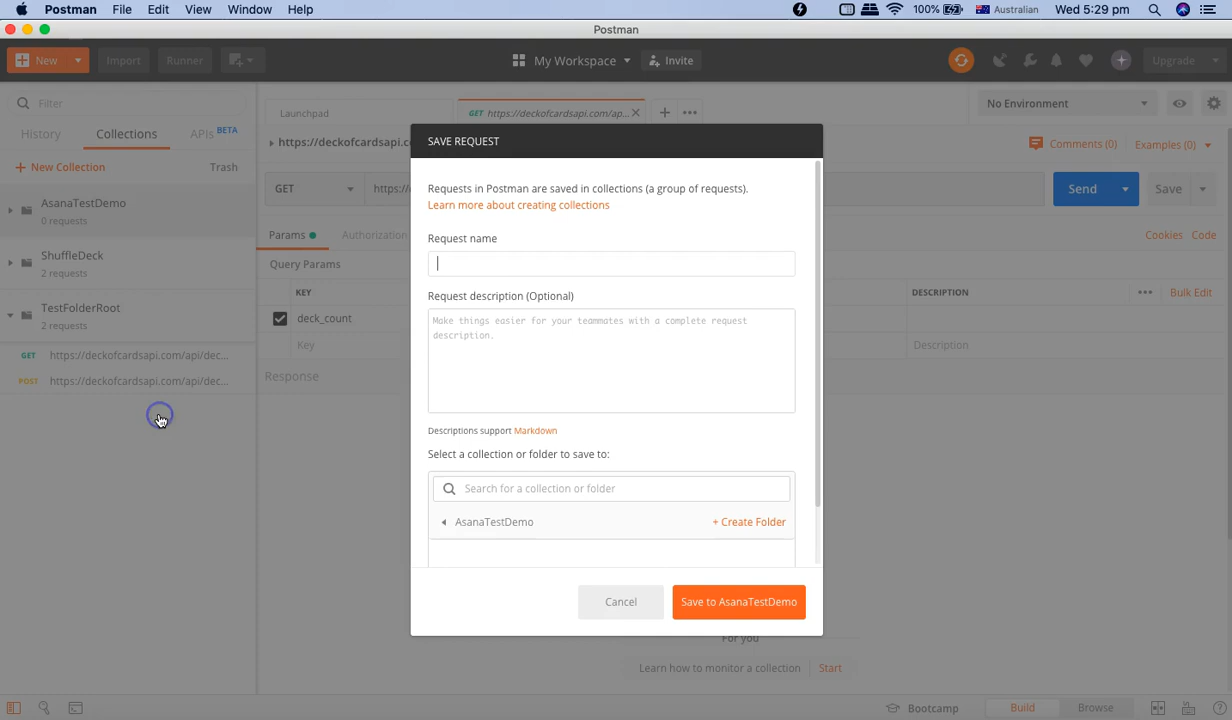 Postman File Edit View Window Help 100% Australian Wed 5:29 pm
Postman
New Import Runner My Workspace Invite Upgrade
Filter
History Collections APIs BETA
+ New Collection Trash
AsanaTestDemo
0 requests
ShuffleDeck
2 requests
TestFolderRoot
2 requests
GET https://deckofcardsapi.com/api/dec...
POST https://deckofcardsapi.com/api/dec...
Launchpad GET https://deckofcardsapi.com/ap... No Environment
https://deckofcardsapi.co Comments (0) Examples (0)
GET https:/ Send Save
Params Authorization Cookies Code
Query Params
KEY DESCRIPTION Bulk Edit
deck_count
Key Description
Response
SAVE REQUEST
Requests in Postman are saved in collections (a group of requests).
Learn more about creating collections
Request name
Request description (Optional)
Make things easier for your teammates with a complete request
description.
Descriptions support Markdown
Select a collection or folder to save to:
Search for a collection or folder
AsanaTestDemo + Create Folder
Cancel Save to AsanaTestDemo
For you
Learn how to monitor a collection Start
Bootcamp Build Browse